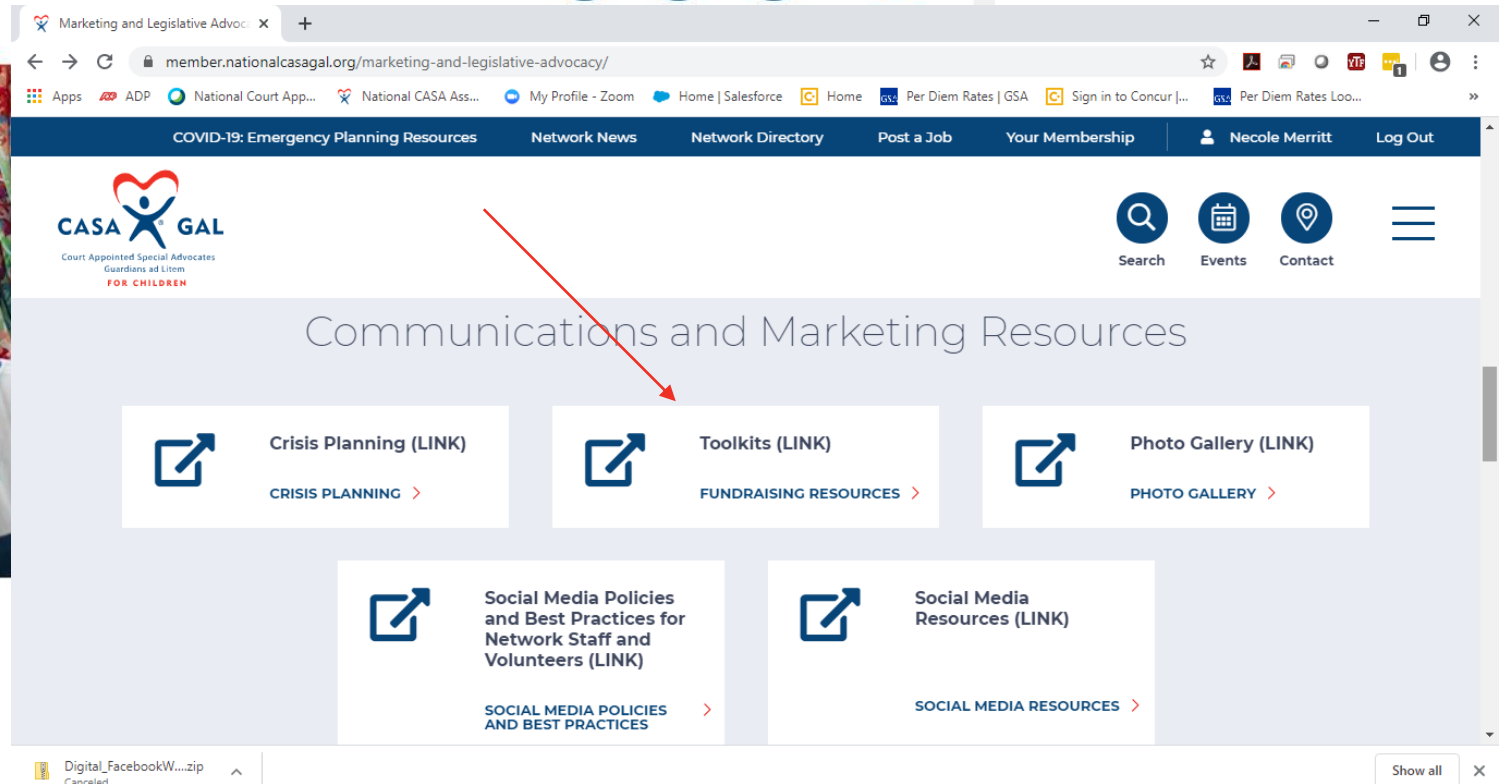 Marketing and Legislative Advoc
member.nationalcasagal.org/marketing-and-legislative-advocacy/
1
Apps ADP National Court App... National CASA Ass... My Profile - Zoom Home | Salesforce Home Per Diem Rates | GSA Sign in to Concur |... Per Diem Rates Loo... »
COVID-19: Emergency Planning Resources Network News Network Directory Post a Job Your Membership Necole Merritt Log Out
CASA GAL
Court Appointed Special Advocates
Guardians ad Litem
FOR CHILDREN
Search Events Contact
Communications and Marketing Resources
Crisis Planning (LINK)
CRISIS PLANNING
Toolkits (LINK)
FUNDRAISING RESOURCES
Photo Gallery (LINK)
PHOTO GALLERY
Social Media Policies
and Best Practices for
Network Staff and
Volunteers (LINK)
SOCIAL MEDIA POLICIES
AND BEST PRACTICES
Social Media
Resources (LINK)
SOCIAL MEDIA RESOURCES
Digital_FacebookW....zip
Canceled
Show all